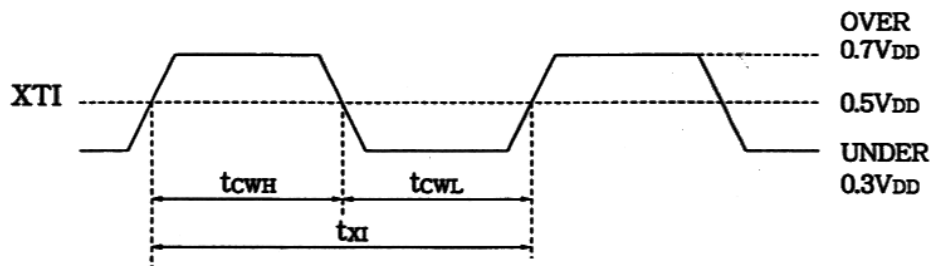 OVER
0.7VDD
XTI
0.5VDD
UNDER
0.3VDD
tCWH
tCWL
tXI